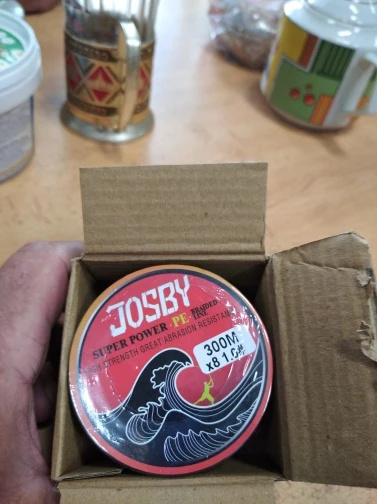 JOSBY
SUPER POWER PE BRAIDED LINE
STRENGTH GREAT ABRASION RESISTAN
300M
x8 1.0#